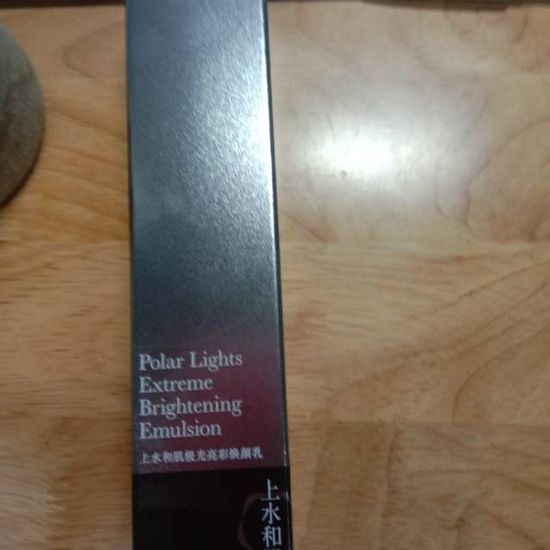 Polar Lights
Extreme
Brightening
Emulsion
上水和肌极光亮彩焕颜乳
上水和